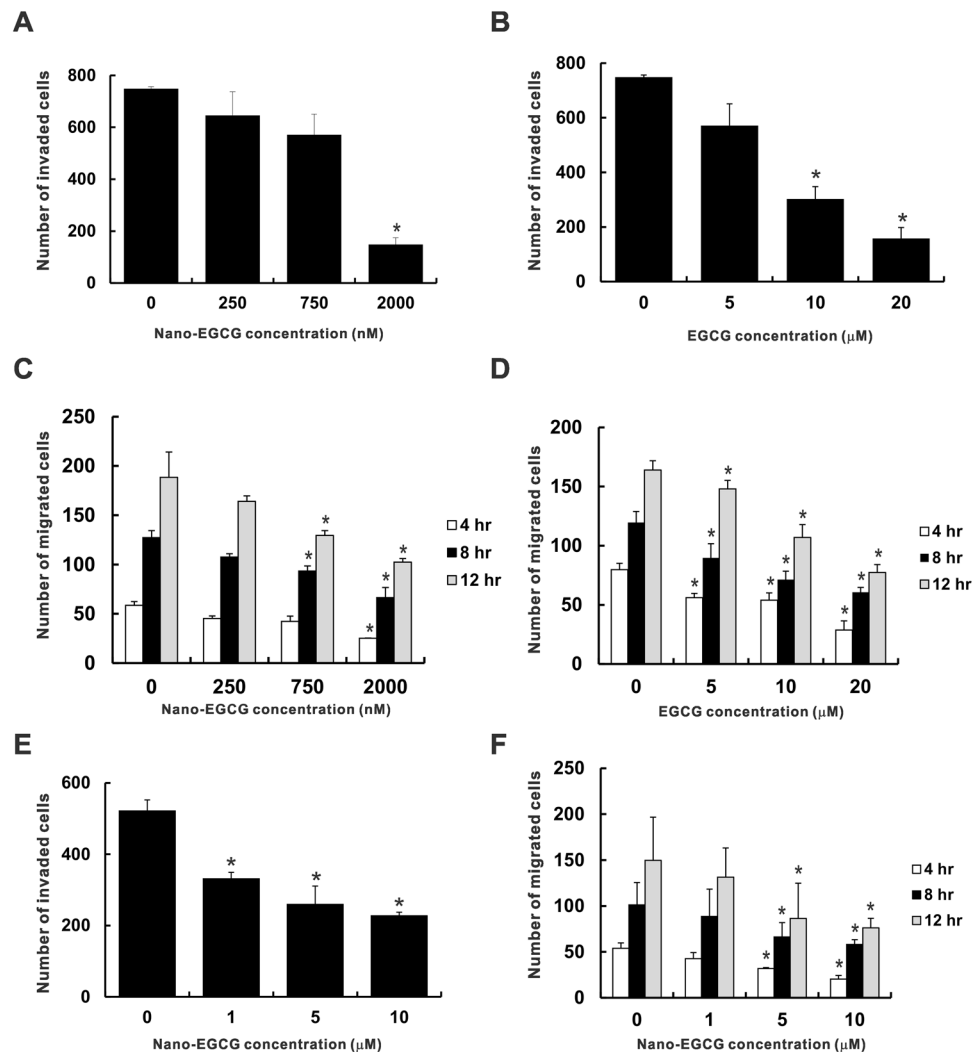 A
Number of invaded cells
800
600
400
200
0
*
0 250 750 2000
Nano-EGCG concentration (nM)
B
Number of invaded cells
800
600
400
200
0
*
*
0 5 10 20
EGCG concentration (μM)
C
Number of migrated cells
250
200
150
100
50
0
* *
* * *
0 250 750 2000
Nano-EGCG concentration (nM)
4 hr
8 hr
12 hr
D
Number of migrated cells
200
150
100
50
0
* * *
* * *
* * *
0 5 10 20
EGCG concentration (μM)
4 hr
8 hr
12 hr
E
Number of invaded cells
600
400
200
0
*
*
*
0 1 5 10
Nano-EGCG concentration (μM)
F
Number of migrated cells
250
200
150
100
50
0
* * *
* * *
0 1 5 10
Nano-EGCG concentration (μM)
4 hr
8 hr
12 hr